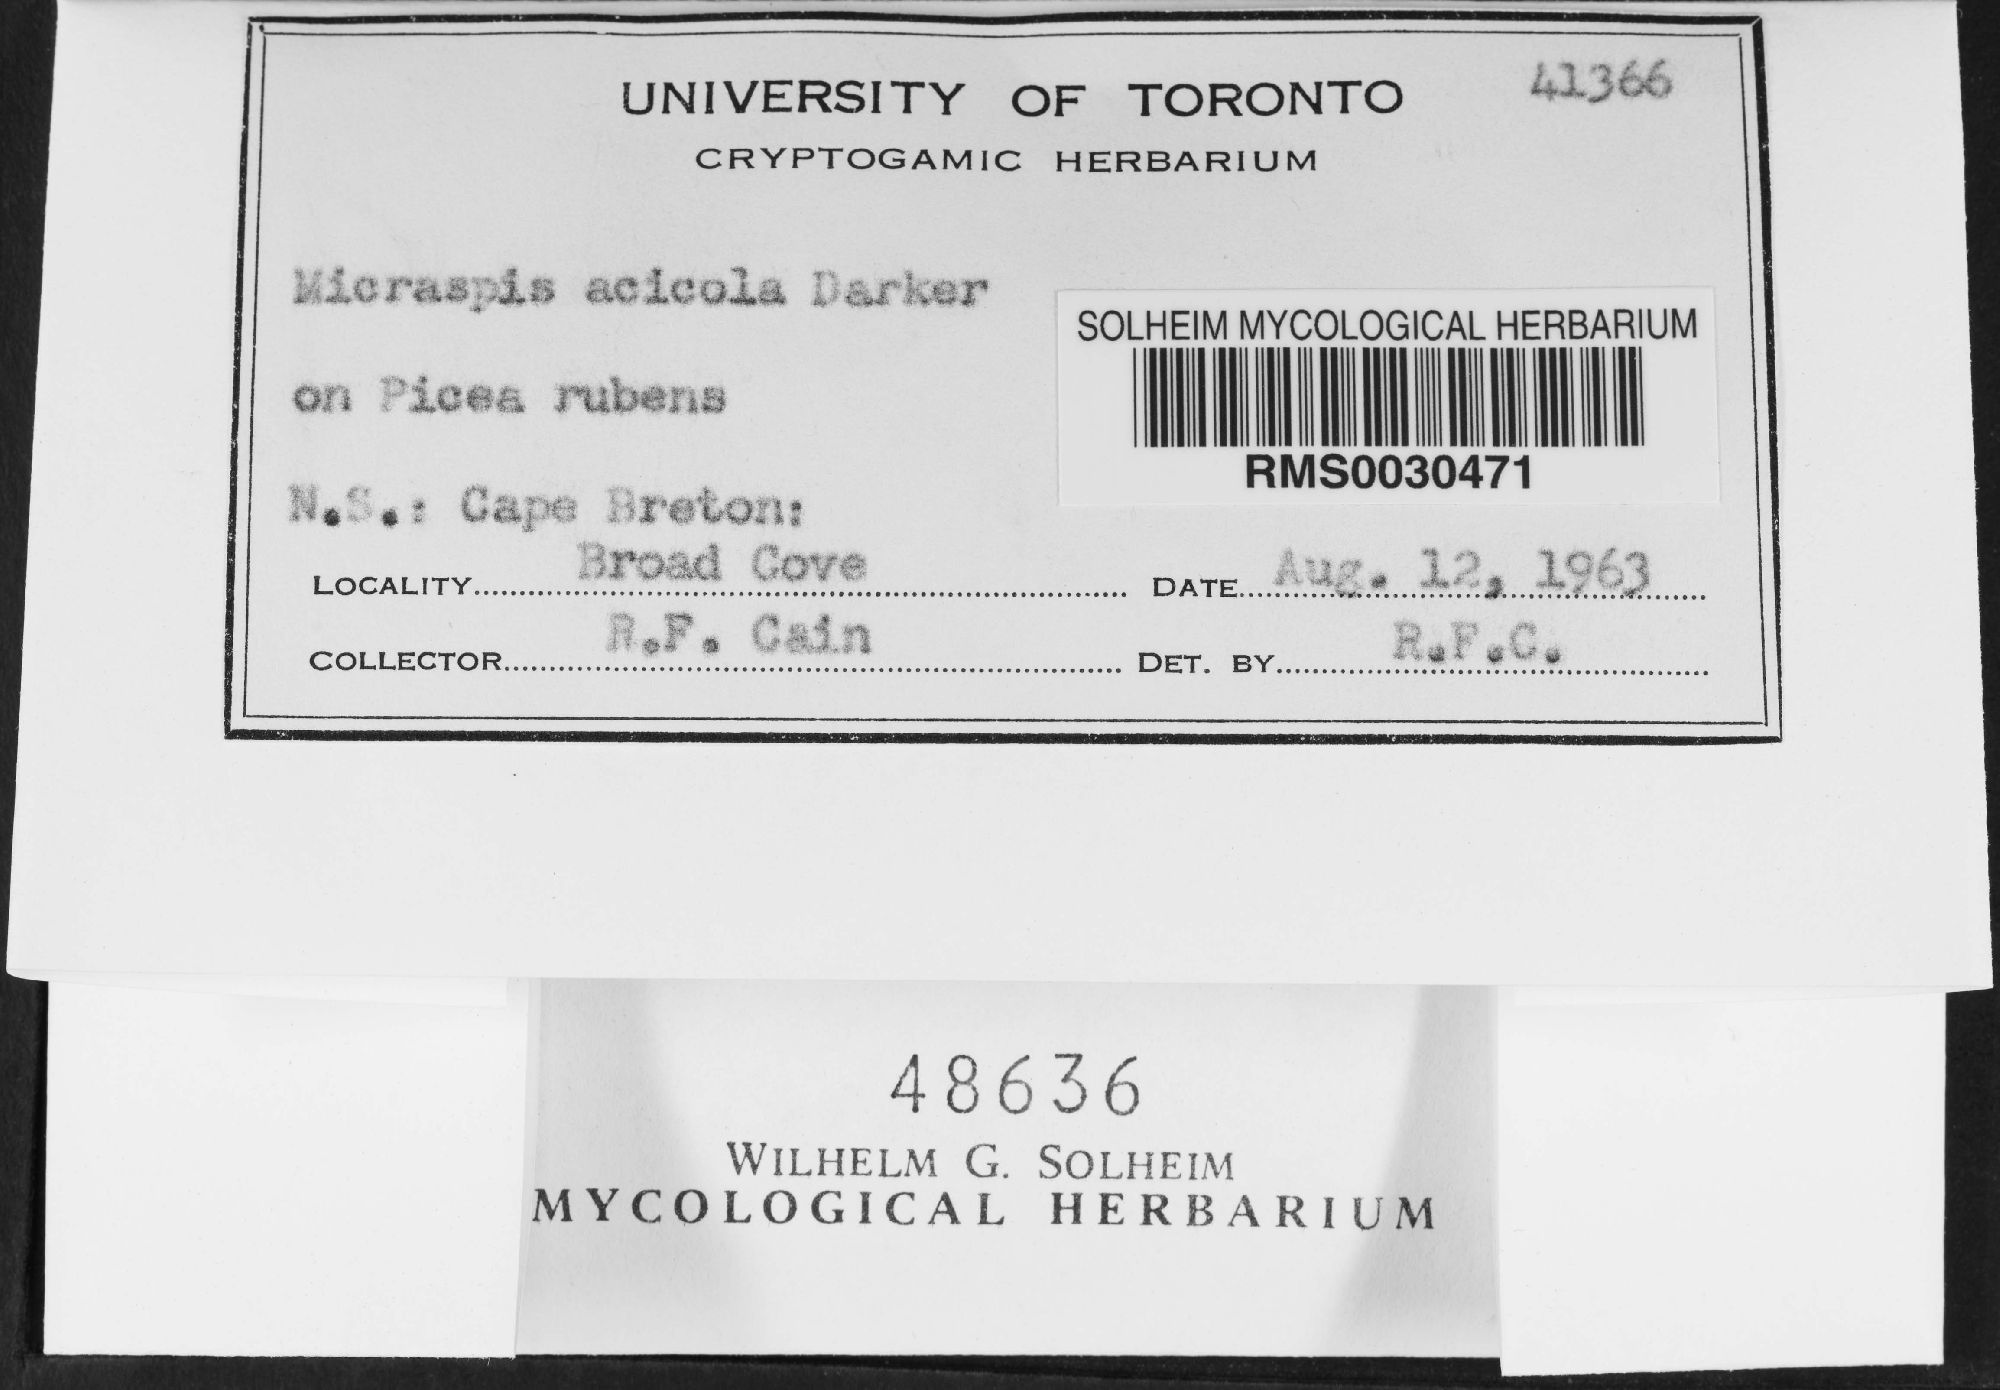 UNIVERSITY OF TORONTO 41366
CRYPTOGAMIC HERBARIUM
Micraspis acicola Darker
SOLHEIM MYCOLOGICAL HERBARIUM
on Picea rubens
RMS0030471
N.S.: Cape Breton:
LOCALITY Broad Cove DATE Aug. 12, 1963
COLLECTOR R.F. Cain DET. BY R.F.C.
48636
WILHELM G. SOLHEIM
MYCOLOGICAL HERBARIUM